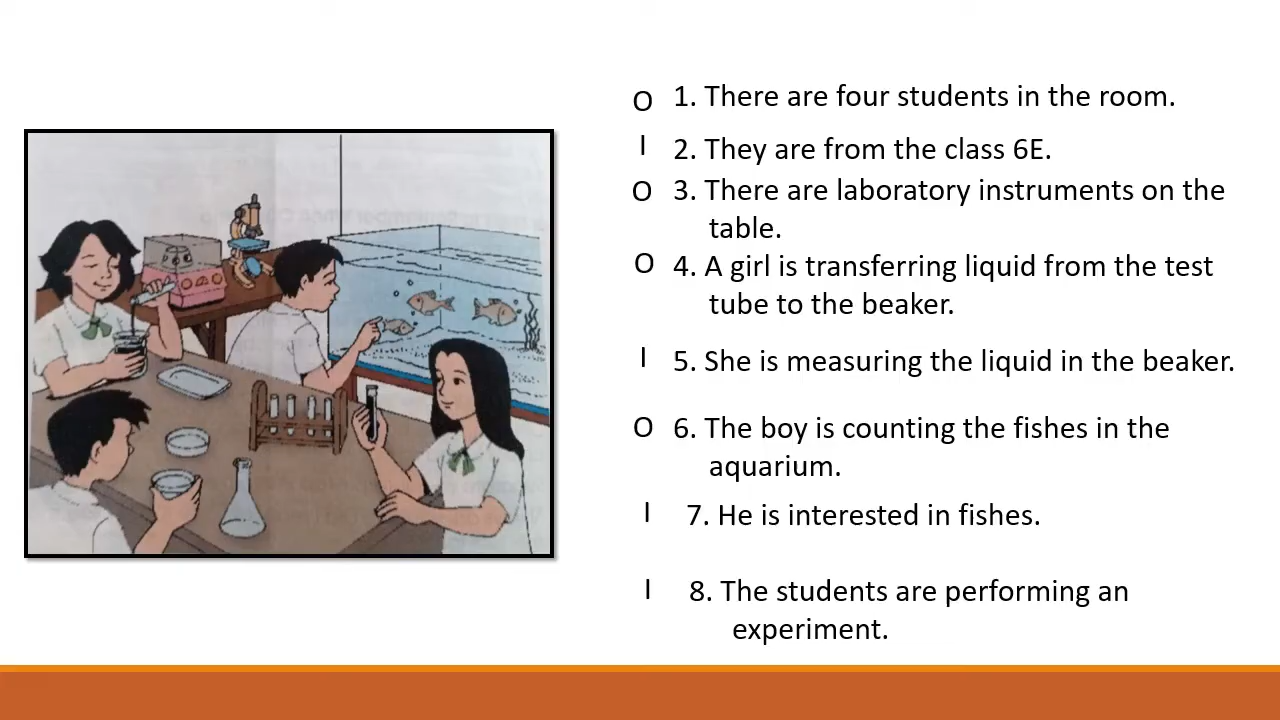 O 1. There are four students in the room.
I 2. They are from the class 6E.
O 3. There are laboratory instruments on the
table.
O 4. A girl is transferring liquid from the test
tube to the beaker.
I 5. She is measuring the liquid in the beaker.
O 6. The boy is counting the fishes in the
aquarium.
I 7. He is interested in fishes.
I 8. The students are performing an
experiment.